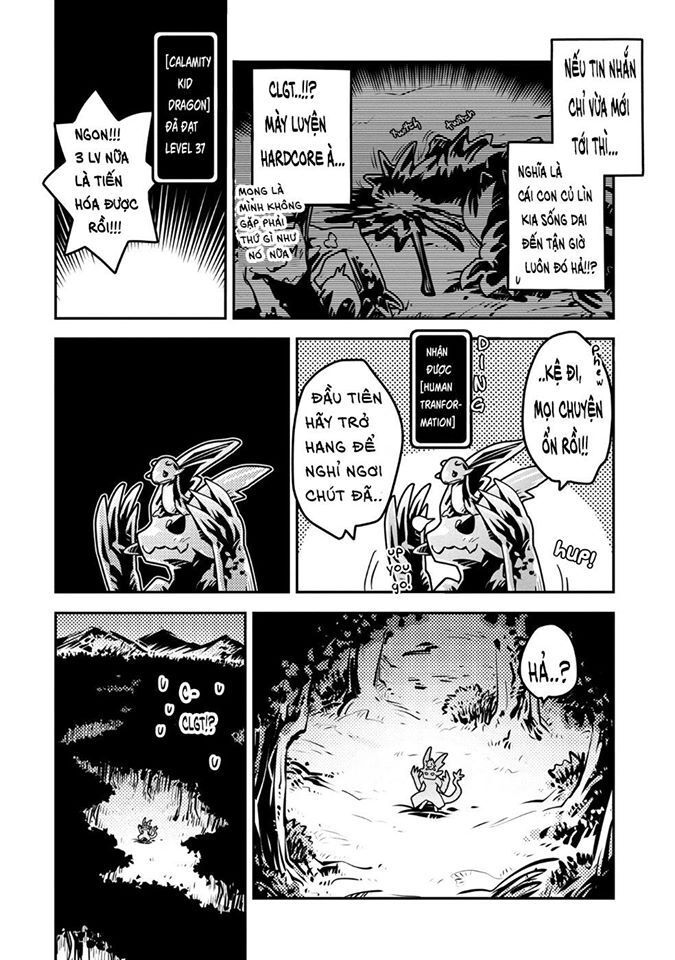 NẾU TIN NHẮN
CHỈ VỪA MỚI
TỚI THÌ...
NGHĨA LÀ
CÁI CON CỦ LÌN
KIA SỐNG DAI
ĐẾN TẬN GIỜ
LUÔN ĐÓ HẢ!!?
twitch
twitch
CLGT..!!?
MÀY LUYỆN
HARDCORE À...
MONG LÀ
MÌNH KHÔNG
GẶP PHẢI
THỨ GÌ NHƯ
NÓ NỮA
[CALAMITY
KID
DRAGON]
ĐÃ ĐẠT
LEVEL 37
NGON!!!
3 LV NỮA
LÀ TIẾN
HÓA ĐƯỢC
RỒI!!!
Phew
..KỆ ĐI,
MỌI CHUYỆN
ỔN RỒI!!
DING
NHẬN
ĐƯỢC
[HUMAN
TRANFOR-
MATION]
ĐẦU TIÊN
HÃY TRỞ
HANG ĐỂ
NGHỈ NGƠI
CHÚT ĐÃ..
hup!
up
you
go!
HẢ..?
C-
CLGT!?